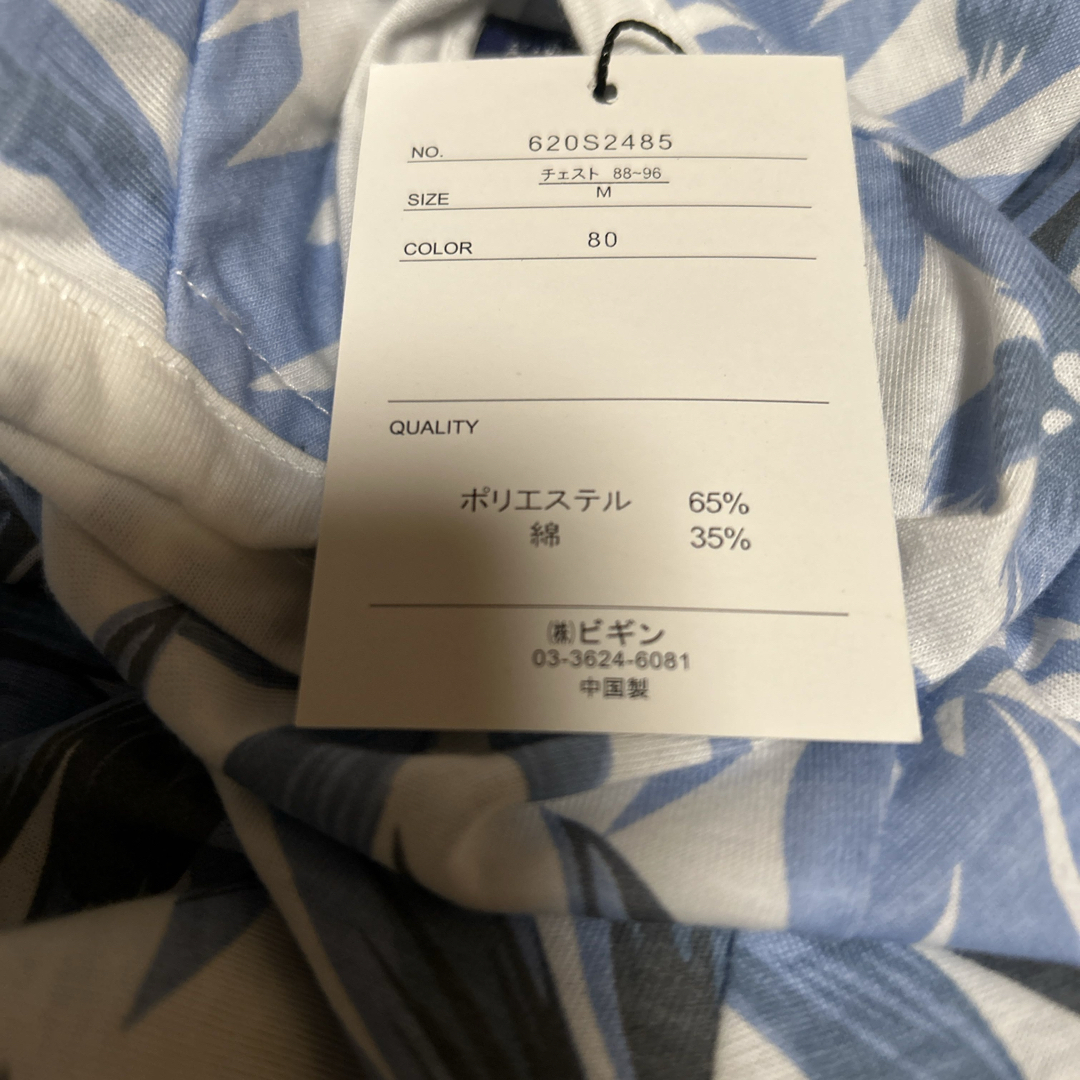 NO. 620S2485
チェスト 88~96
SIZE M
COLOR 80
QUALITY
ポリエステル 65%
綿 35%
㈱ビギン
03-3624-6081
中国製